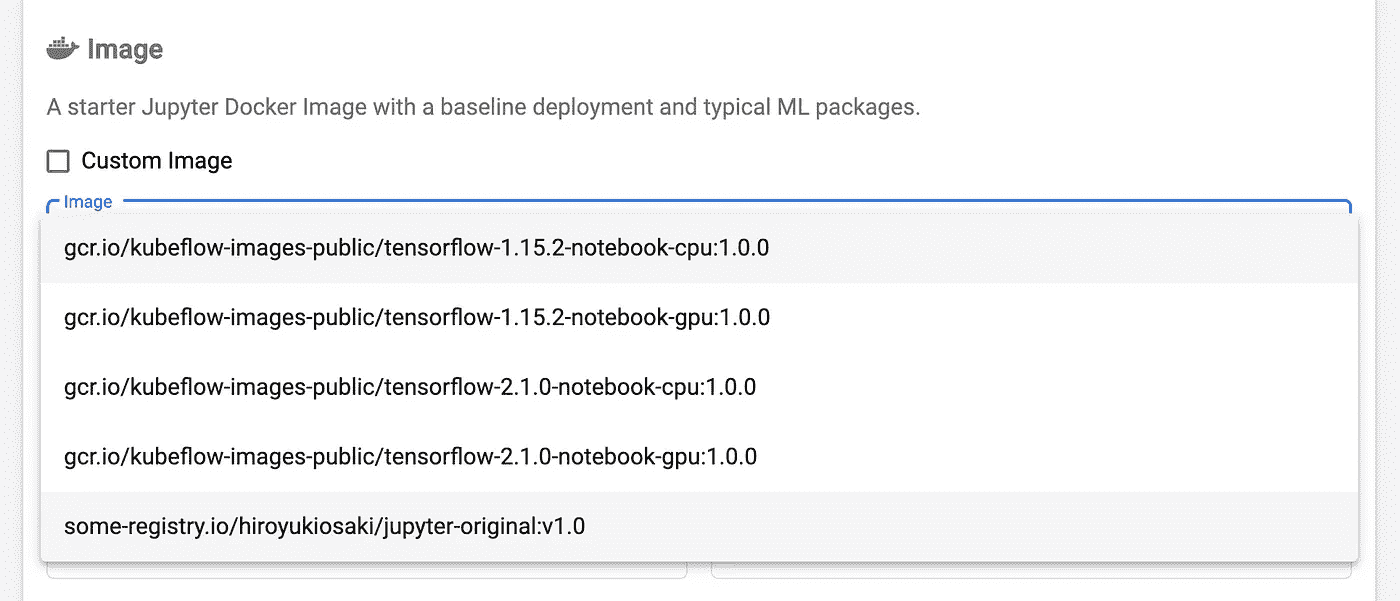 Image
A starter Jupyter Docker Image with a baseline deployment and typical ML packages.
Custom Image
Image
gcr.io/kubeflow-images-public/tensorflow-1.15.2-notebook-cpu:1.0.0
gcr.io/kubeflow-images-public/tensorflow-1.15.2-notebook-gpu:1.0.0
gcr.io/kubeflow-images-public/tensorflow-2.1.0-notebook-cpu:1.0.0
gcr.io/kubeflow-images-public/tensorflow-2.1.0-notebook-gpu:1.0.0
some-registry.io/hiroyukiosaki/jupyter-original:v1.0